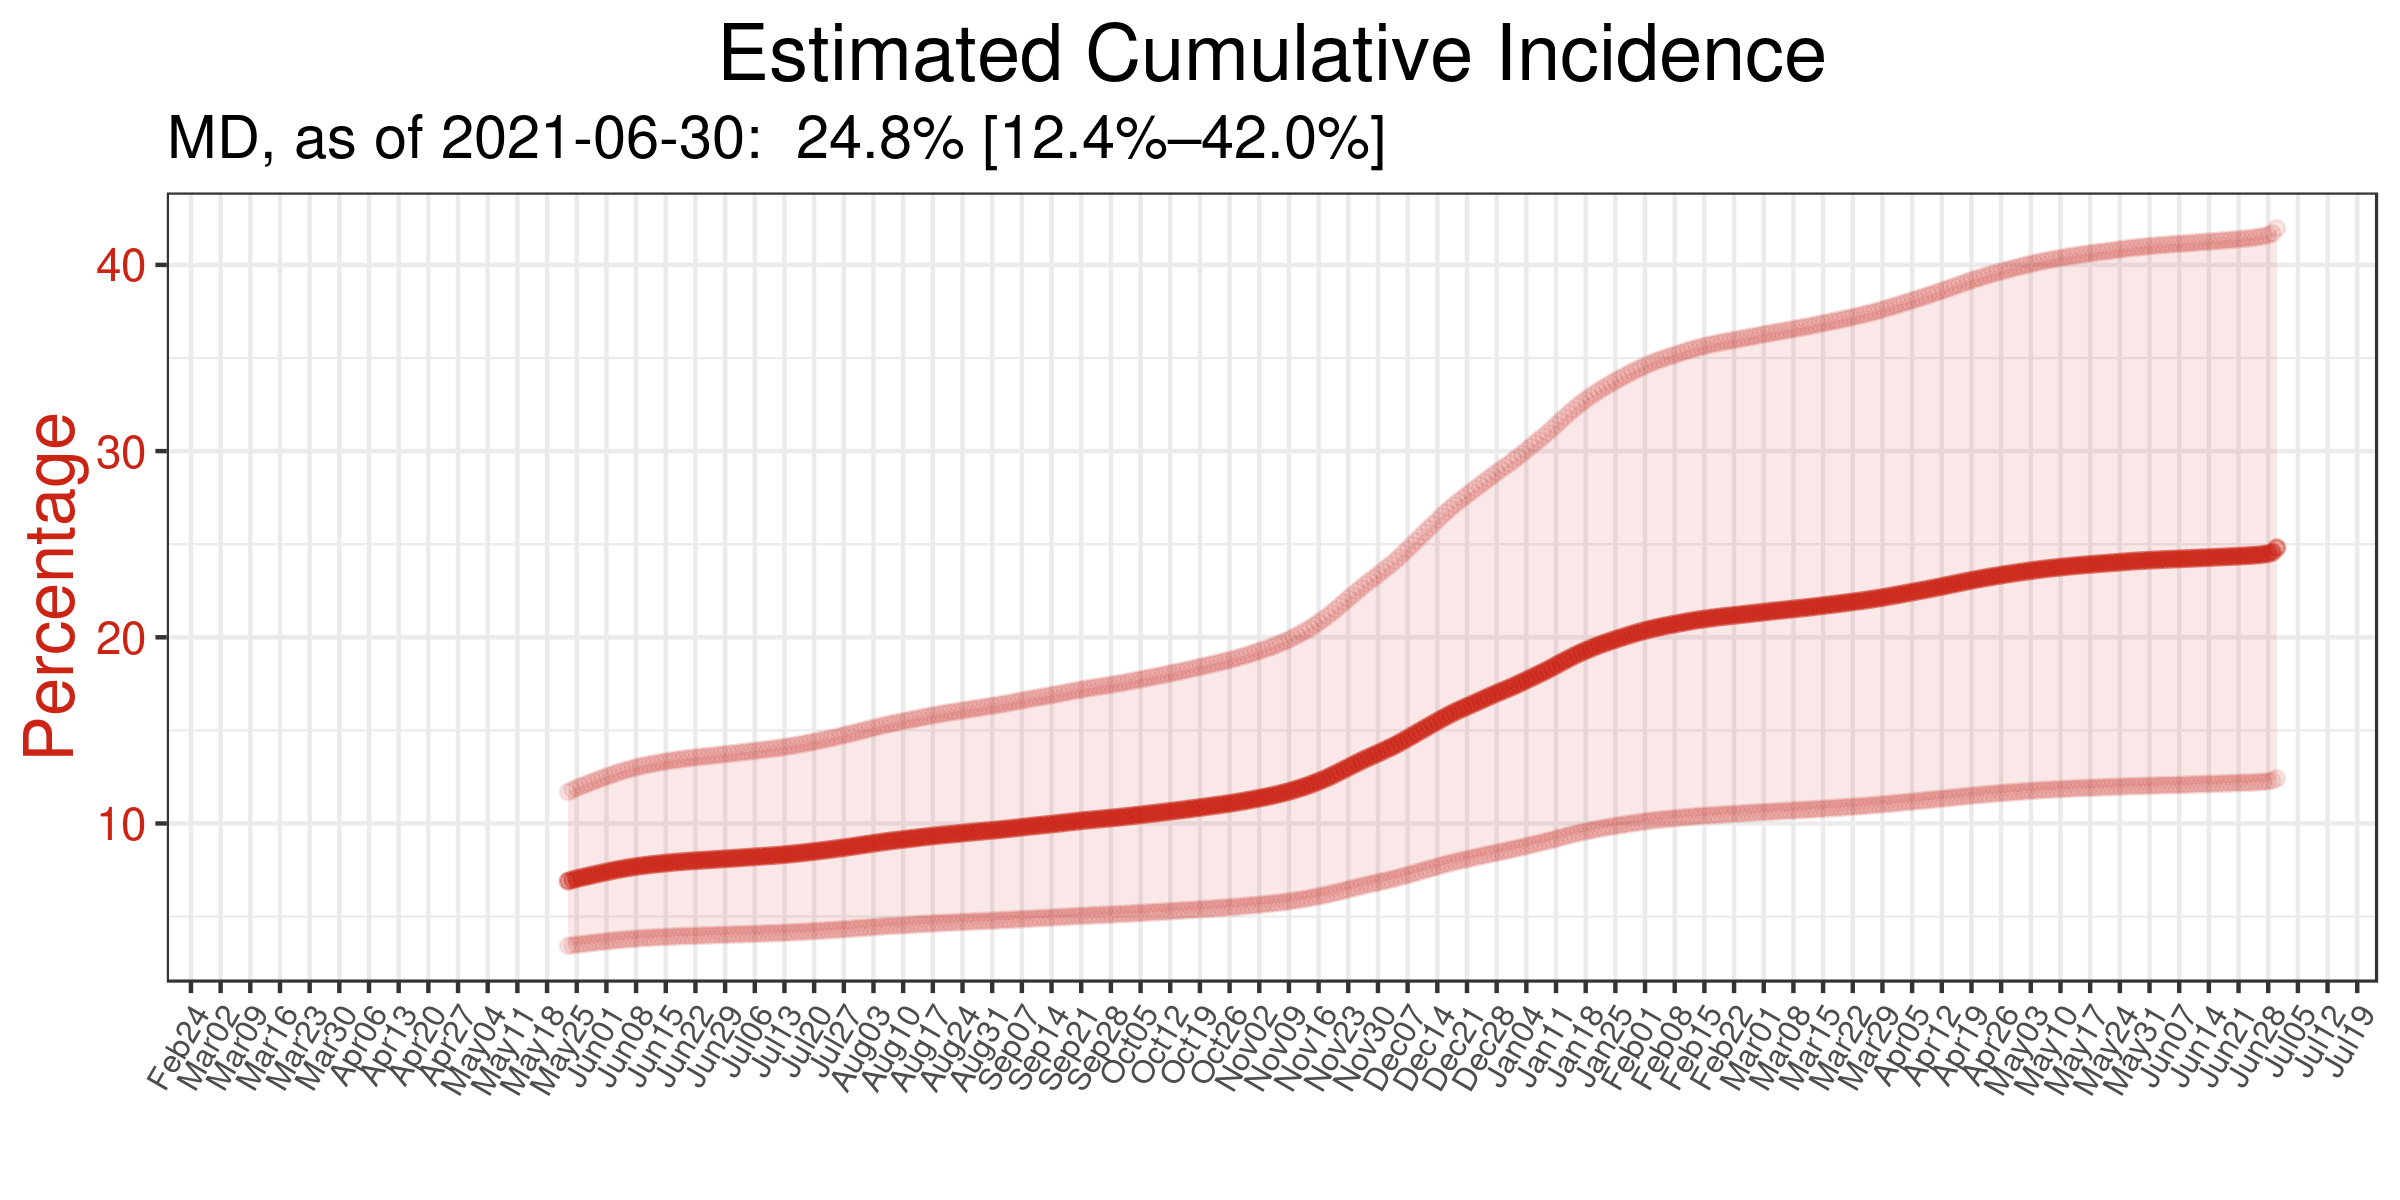 Estimated Cumulative Incidence
MD, as of 2021-06-30:  24.8% [12.4%–42.0%]
Percentage
40
30
20
10
Feb24
Mar02
Mar09
Mar16
Mar23
Mar30
Apr06
Apr13
Apr20
Apr27
May04
May11
May18
May25
Jun01
Jun08
Jun15
Jun22
Jun29
Jul06
Jul13
Jul20
Jul27
Aug03
Aug10
Aug17
Aug24
Aug31
Sep07
Sep14
Sep21
Sep28
Oct05
Oct12
Oct19
Oct26
Nov02
Nov09
Nov16
Nov23
Nov30
Dec07
Dec14
Dec21
Dec28
Jan04
Jan11
Jan18
Jan25
Feb01
Feb08
Feb15
Feb22
Mar01
Mar08
Mar15
Mar22
Mar29
Apr05
Apr12
Apr19
Apr26
May03
May10
May17
May24
May31
Jun07
Jun14
Jun21
Jun28
Jul05
Jul12
Jul19